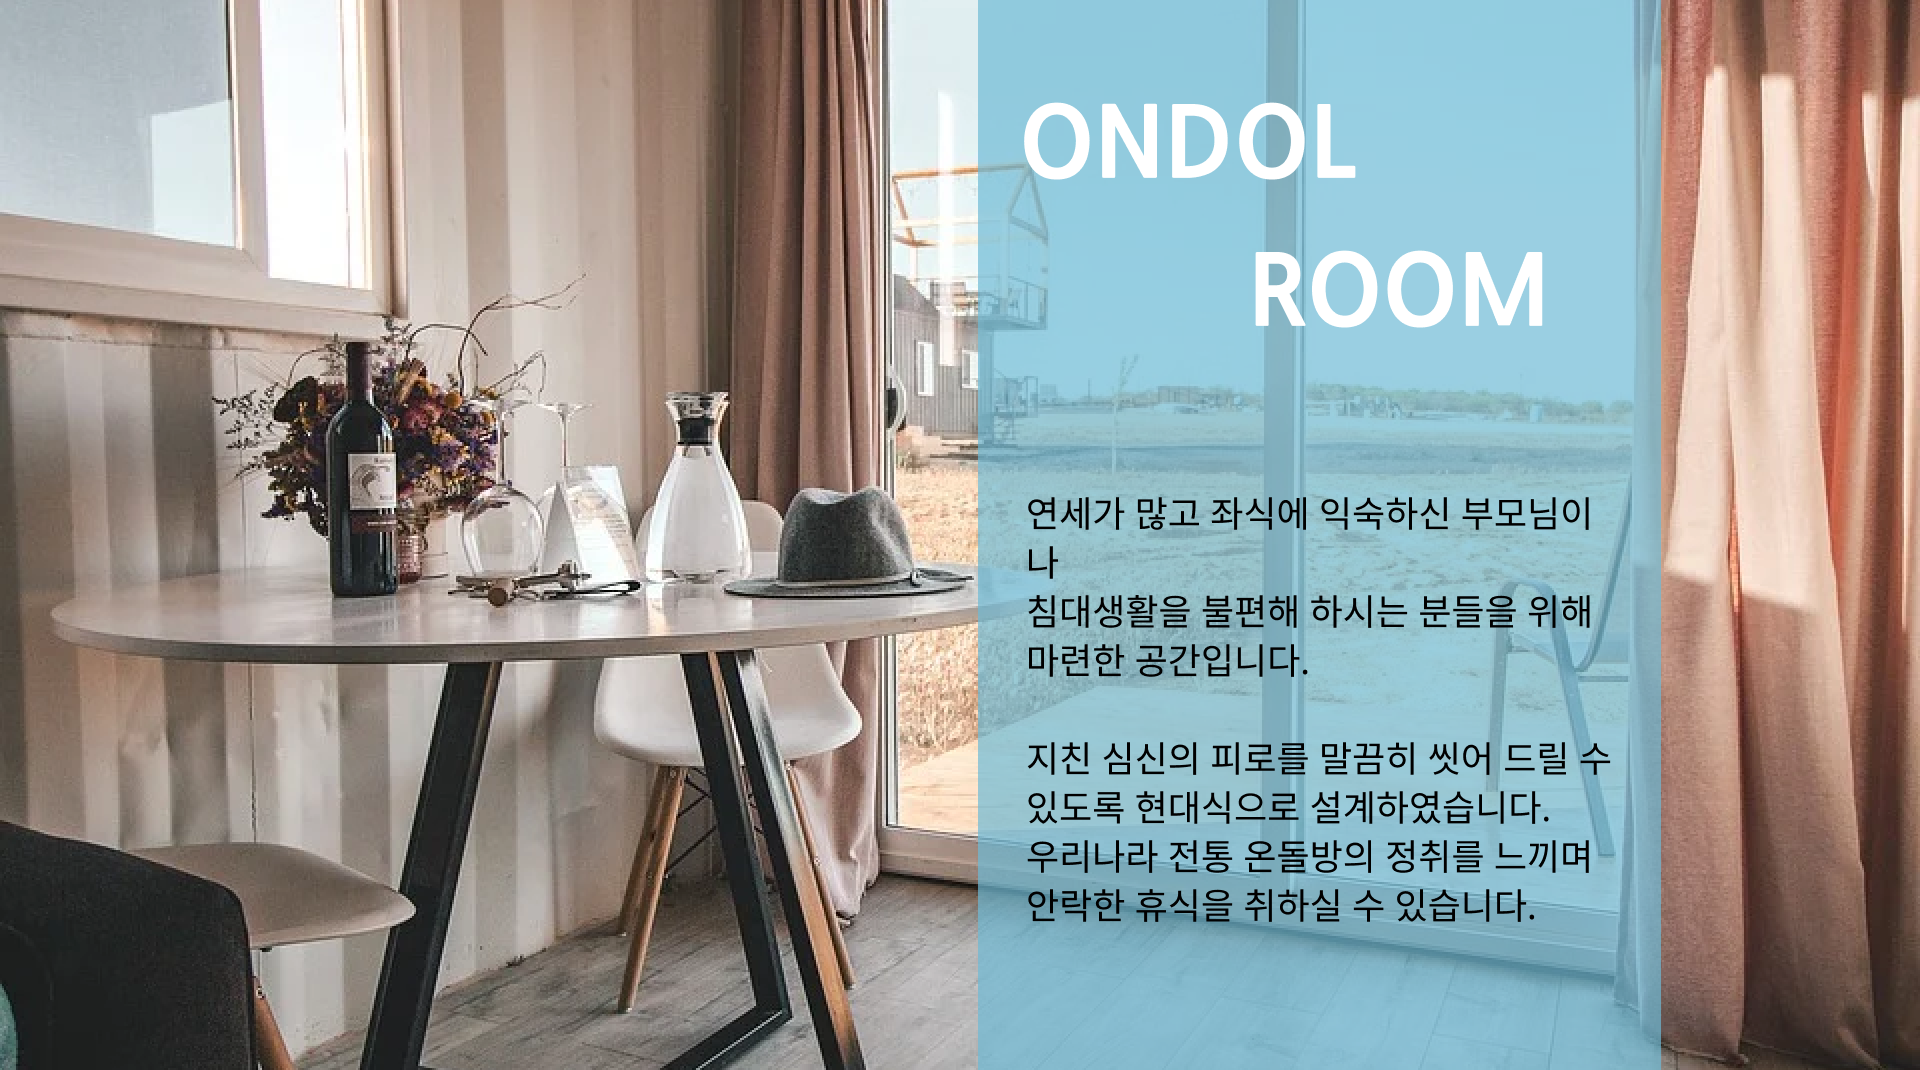 ONDOL
ROOM
연세가 많고 좌식에 익숙하신 부모님이
나
침대생활을 불편해 하시는 분들을 위해
마련한 공간입니다.
지친 심신의 피로를 말끔히 씻어 드릴 수
있도록 현대식으로 설계하였습니다.
우리나라 전통 온돌방의 정취를 느끼며
안락한 휴식을 취하실 수 있습니다.